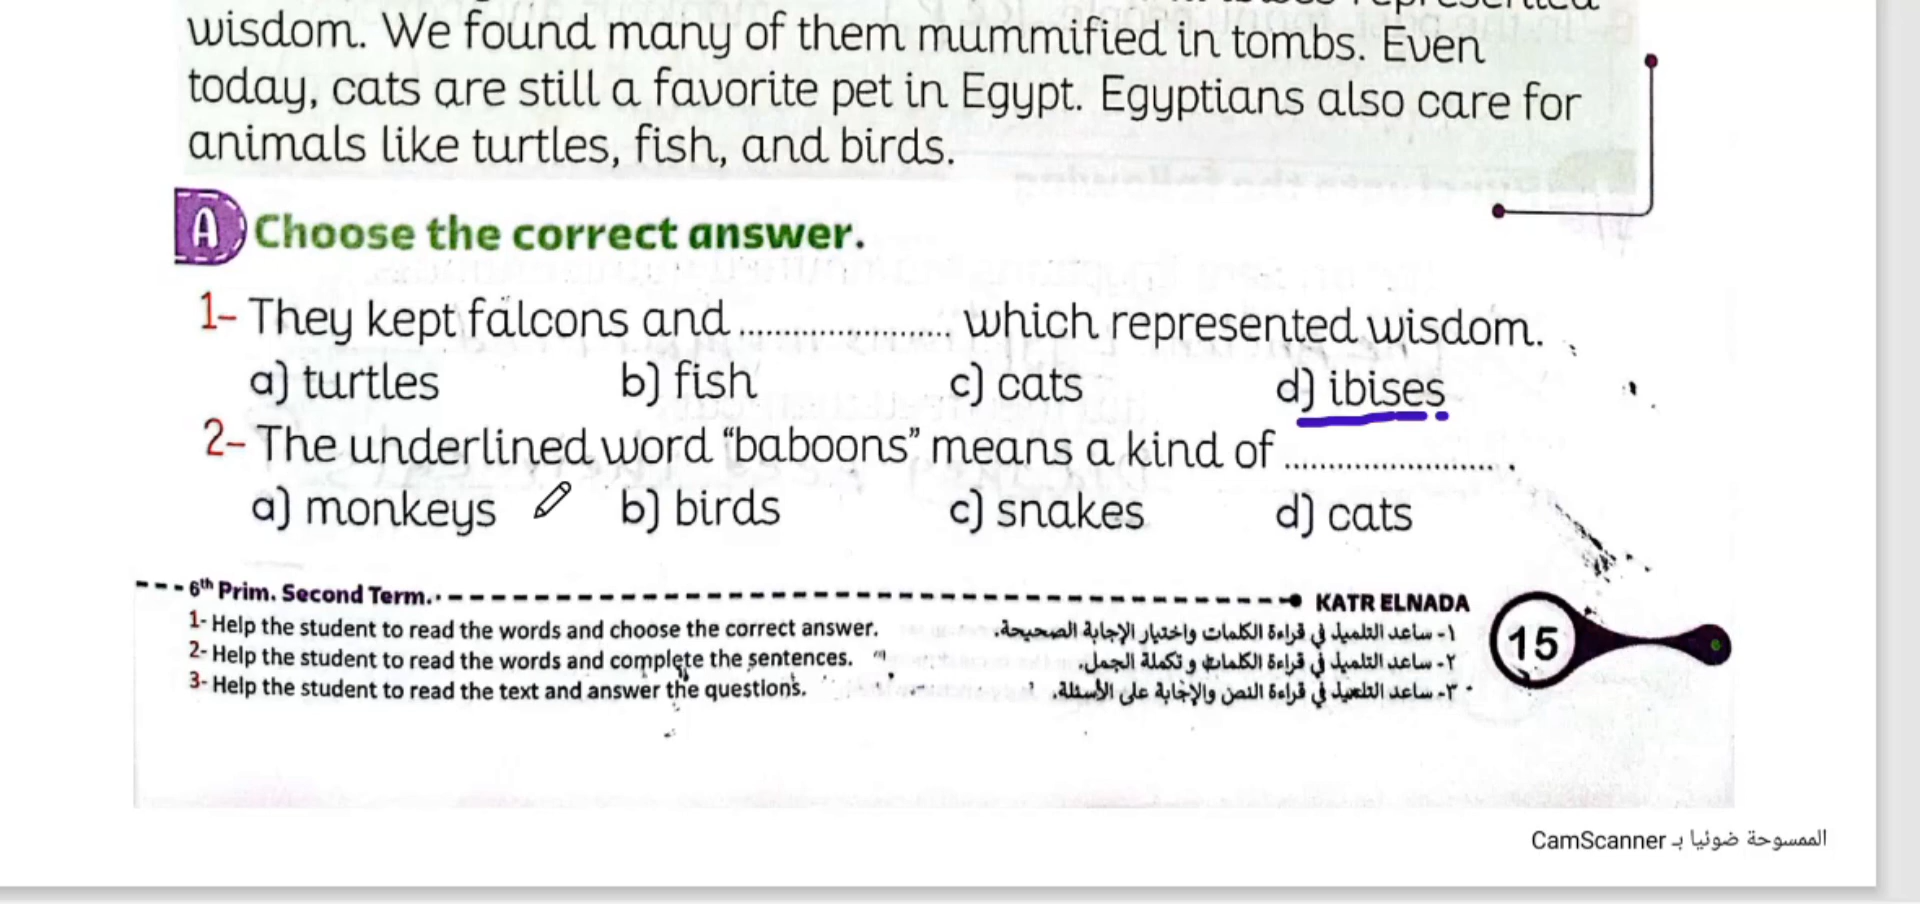 wisdom. We found many of them mummified in tombs. Even
today, cats are still a favorite pet in Egypt. Egyptians also care for
animals like turtles, fish, and birds.
A Choose the correct answer.
1- They kept falcons and ........................ which represented wisdom.
a) turtles b) fish c) cats d) ibises
2- The underlined word “baboons” means a kind of ........................ .
a) monkeys b) birds c) snakes d) cats
6th Prim. Second Term. KATR ELNADA
1- Help the student to read the words and choose the correct answer.
١- ساعد التلميذ في قراءة الكلمات واختيار الإجابة الصحيحة.
2- Help the student to read the words and complete the sentences.
٢- ساعد التلميذ في قراءة الكلمات و تكملة الجمل.
3- Help the student to read the text and answer the questions.
٣- ساعد التلميذ في قراءة النص والإجابة على الأسئلة.
15
الممسوحة ضوئيا بـ CamScanner